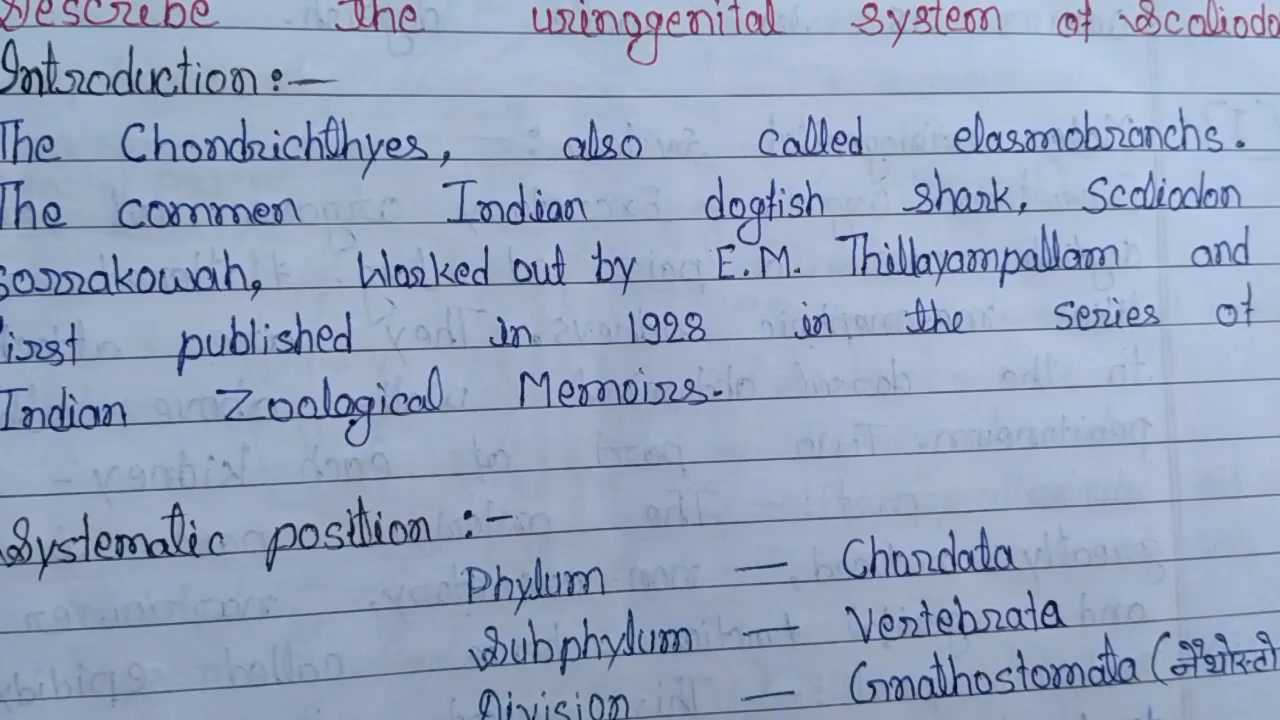 Describe the uringgenital system of Scoliodo
Introduction :—
The Chondrichthyes, also called elasmobranchs.
The commen Indian dogfish shark, Scoliodon
sorrakowah, Worked out by E.M. Thillayampallam and
first published in 1928 in the series of
Indian Zoological Memoirs.
Systematic position :-
Phylum — Chordata
Subphylum — Vertebrata
Division — Gnathostomata (नैथोस्तो